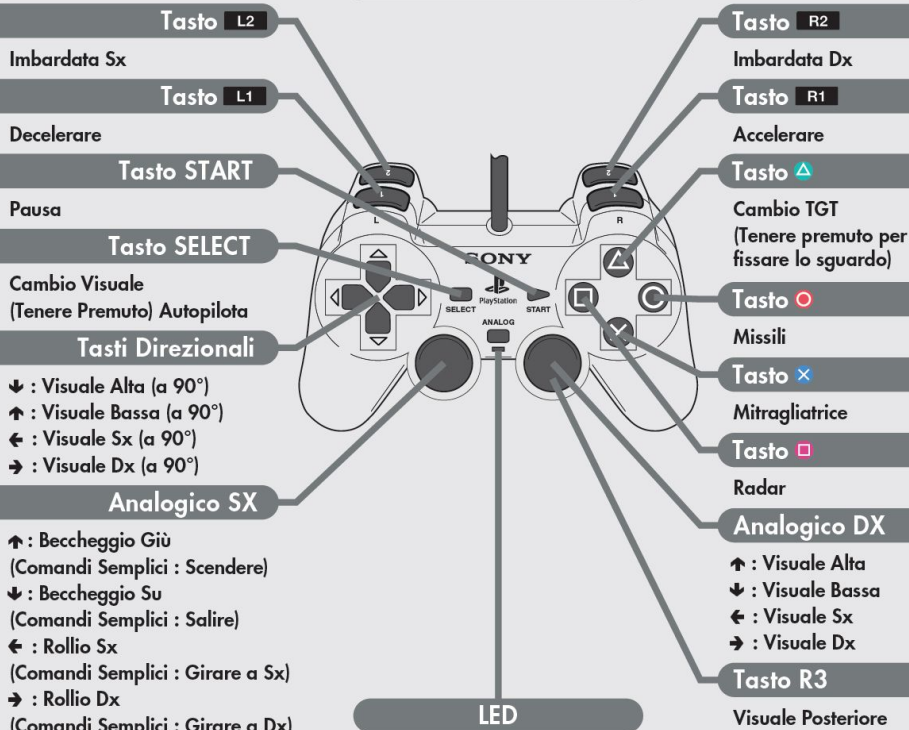 Tasto L2
Imbardata Sx
Tasto L1
Decelerare
Tasto START
Pausa
Tasto SELECT
Cambio Visuale
(Tenere Premuto) Autopilota
Tasti Direzionali
↓ : Visuale Alta (a 90°)
↑ : Visuale Bassa (a 90°)
← : Visuale Sx (a 90°)
→ : Visuale Dx (a 90°)
Analogico SX
↑ : Beccheggio Giù
(Comandi Semplici : Scendere)
↓ : Beccheggio Su
(Comandi Semplici : Salire)
← : Rollio Sx
(Comandi Semplici : Girare a Sx)
→ : Rollio Dx
(Comandi Semplici : Girare a Dx)
2
1
L
2
1
R
SONY
PlayStation
SELECT
START
ANALOG
LED
Tasto R2
Imbardata Dx
Tasto R1
Accelerare
Tasto △
Cambio TGT
(Tenere premuto per
fissare lo sguardo)
Tasto ○
Missili
Tasto ✕
Mitragliatrice
Tasto □
Radar
Analogico DX
↑ : Visuale Alta
↓ : Visuale Bassa
← : Visuale Sx
→ : Visuale Dx
Tasto R3
Visuale Posteriore